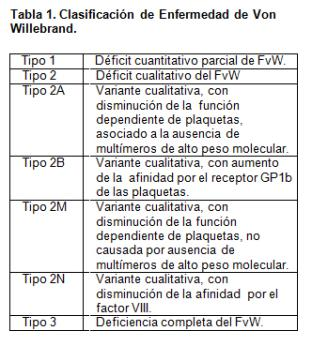 Tabla 1. Clasificación de Enfermedad de Von
Willebrand.
Tipo 1 Déficit cuantitativo parcial de FvW.
Tipo 2 Déficit cualitativo del FvW
Tipo 2A Variante cualitativa, con
disminución de la función
dependiente de plaquetas,
asociado a la ausencia de
multímeros de alto peso molecular.
Tipo 2B Variante cualitativa, con aumento
de la afinidad por el receptor GP1b
de las plaquetas.
Tipo 2M Variante cualitativa, con
disminución de la función
dependiente de plaquetas, no
causada por ausencia de
multímeros de alto peso molecular.
Tipo 2N Variante cualitativa, con
disminución de la afinidad por el
factor VIII.
Tipo 3 Deficiencia completa del FvW.